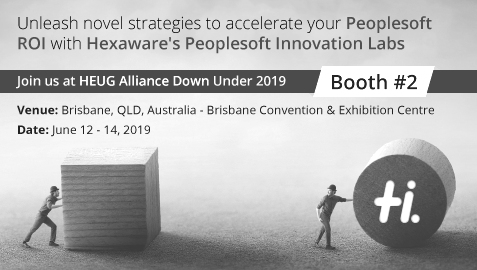 Unleash novel strategies to accelerate your Peoplesoft
ROI with Hexaware's Peoplesoft Innovation Labs
Join us at HEUG Alliance Down Under 2019
Booth #2
Venue: Brisbane, QLD, Australia - Brisbane Convention & Exhibition Centre
Date: June 12 - 14, 2019
Hi.